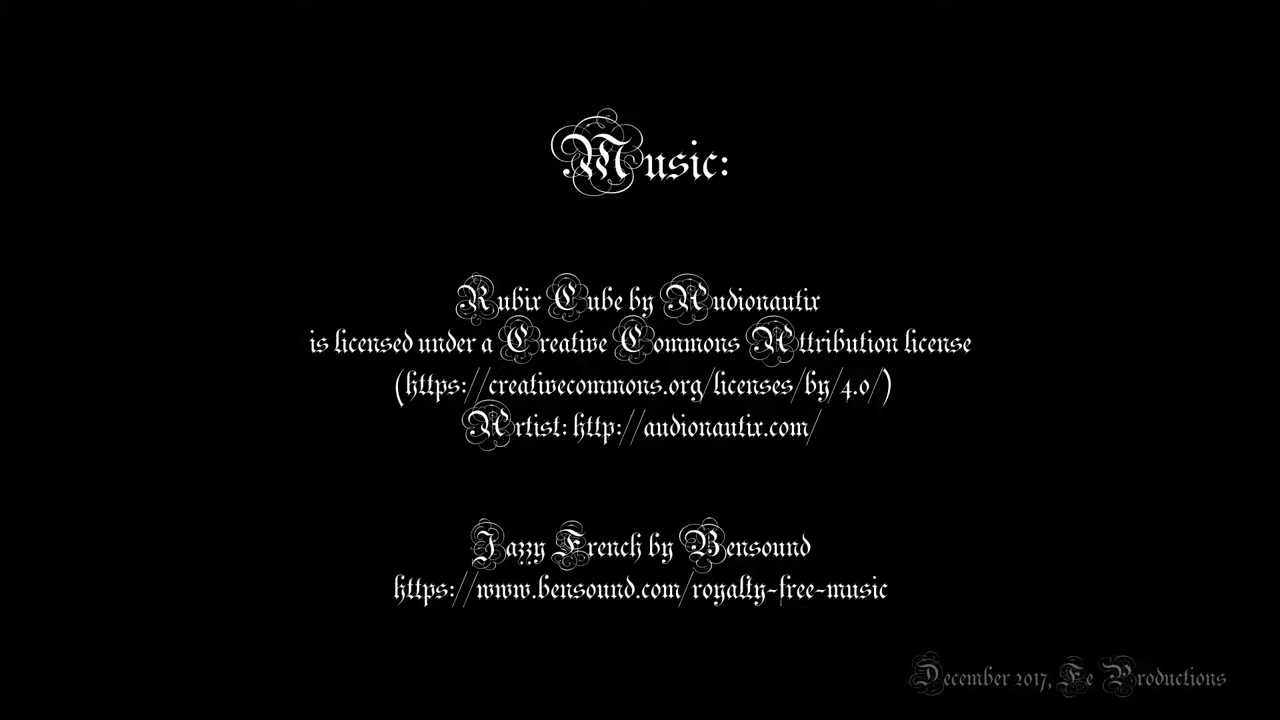 Music:
Rubix Cube by Audionautix
is licensed under a Creative Commons Attribution license
(https://creativecommons.org/licenses/by/4.0/)
Artist: http://audionautix.com/
Jazzy French by Bensound
https://www.bensound.com/royalty-free-music
December 2017, Fe Productions